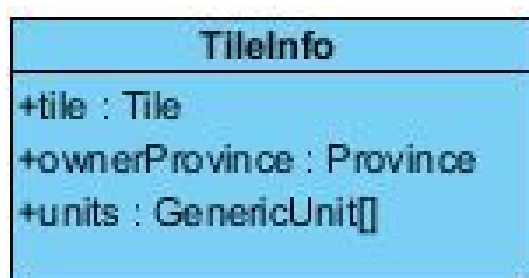 TileInfo
+tile : Tile
+ownerProvince : Province
+units : GenericUnit[]